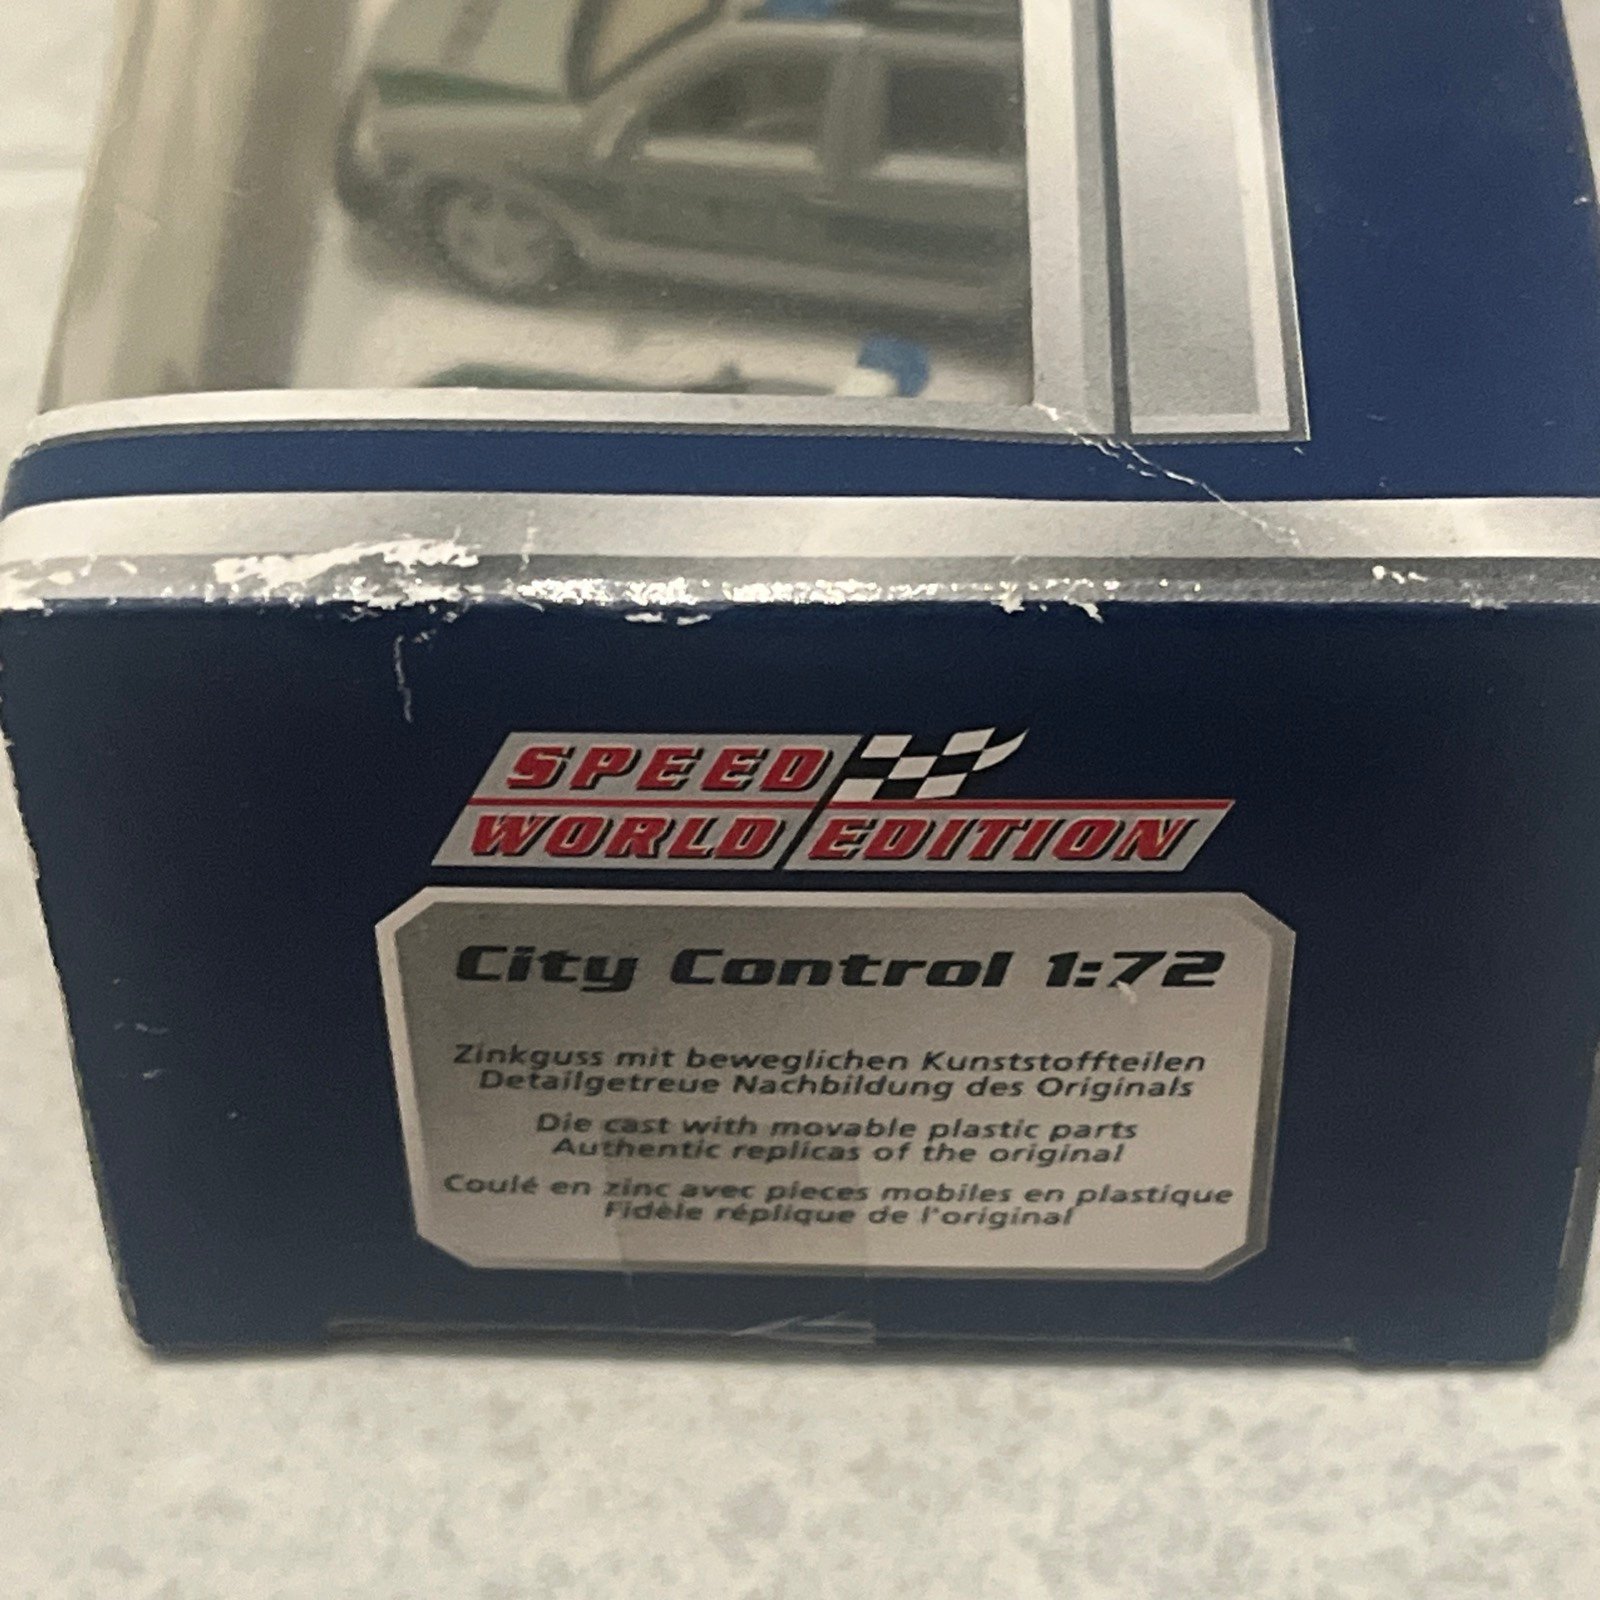 SPEED
WORLD EDITION
City Control 1:72
Zinkguss mit beweglichen Kunststoffteilen
Detailgetreue Nachbildung des Originals
Die cast with movable plastic parts
Authentic replicas of the original
Coulé en zinc avec pieces mobiles en plastique
Fidèle réplique de l'original